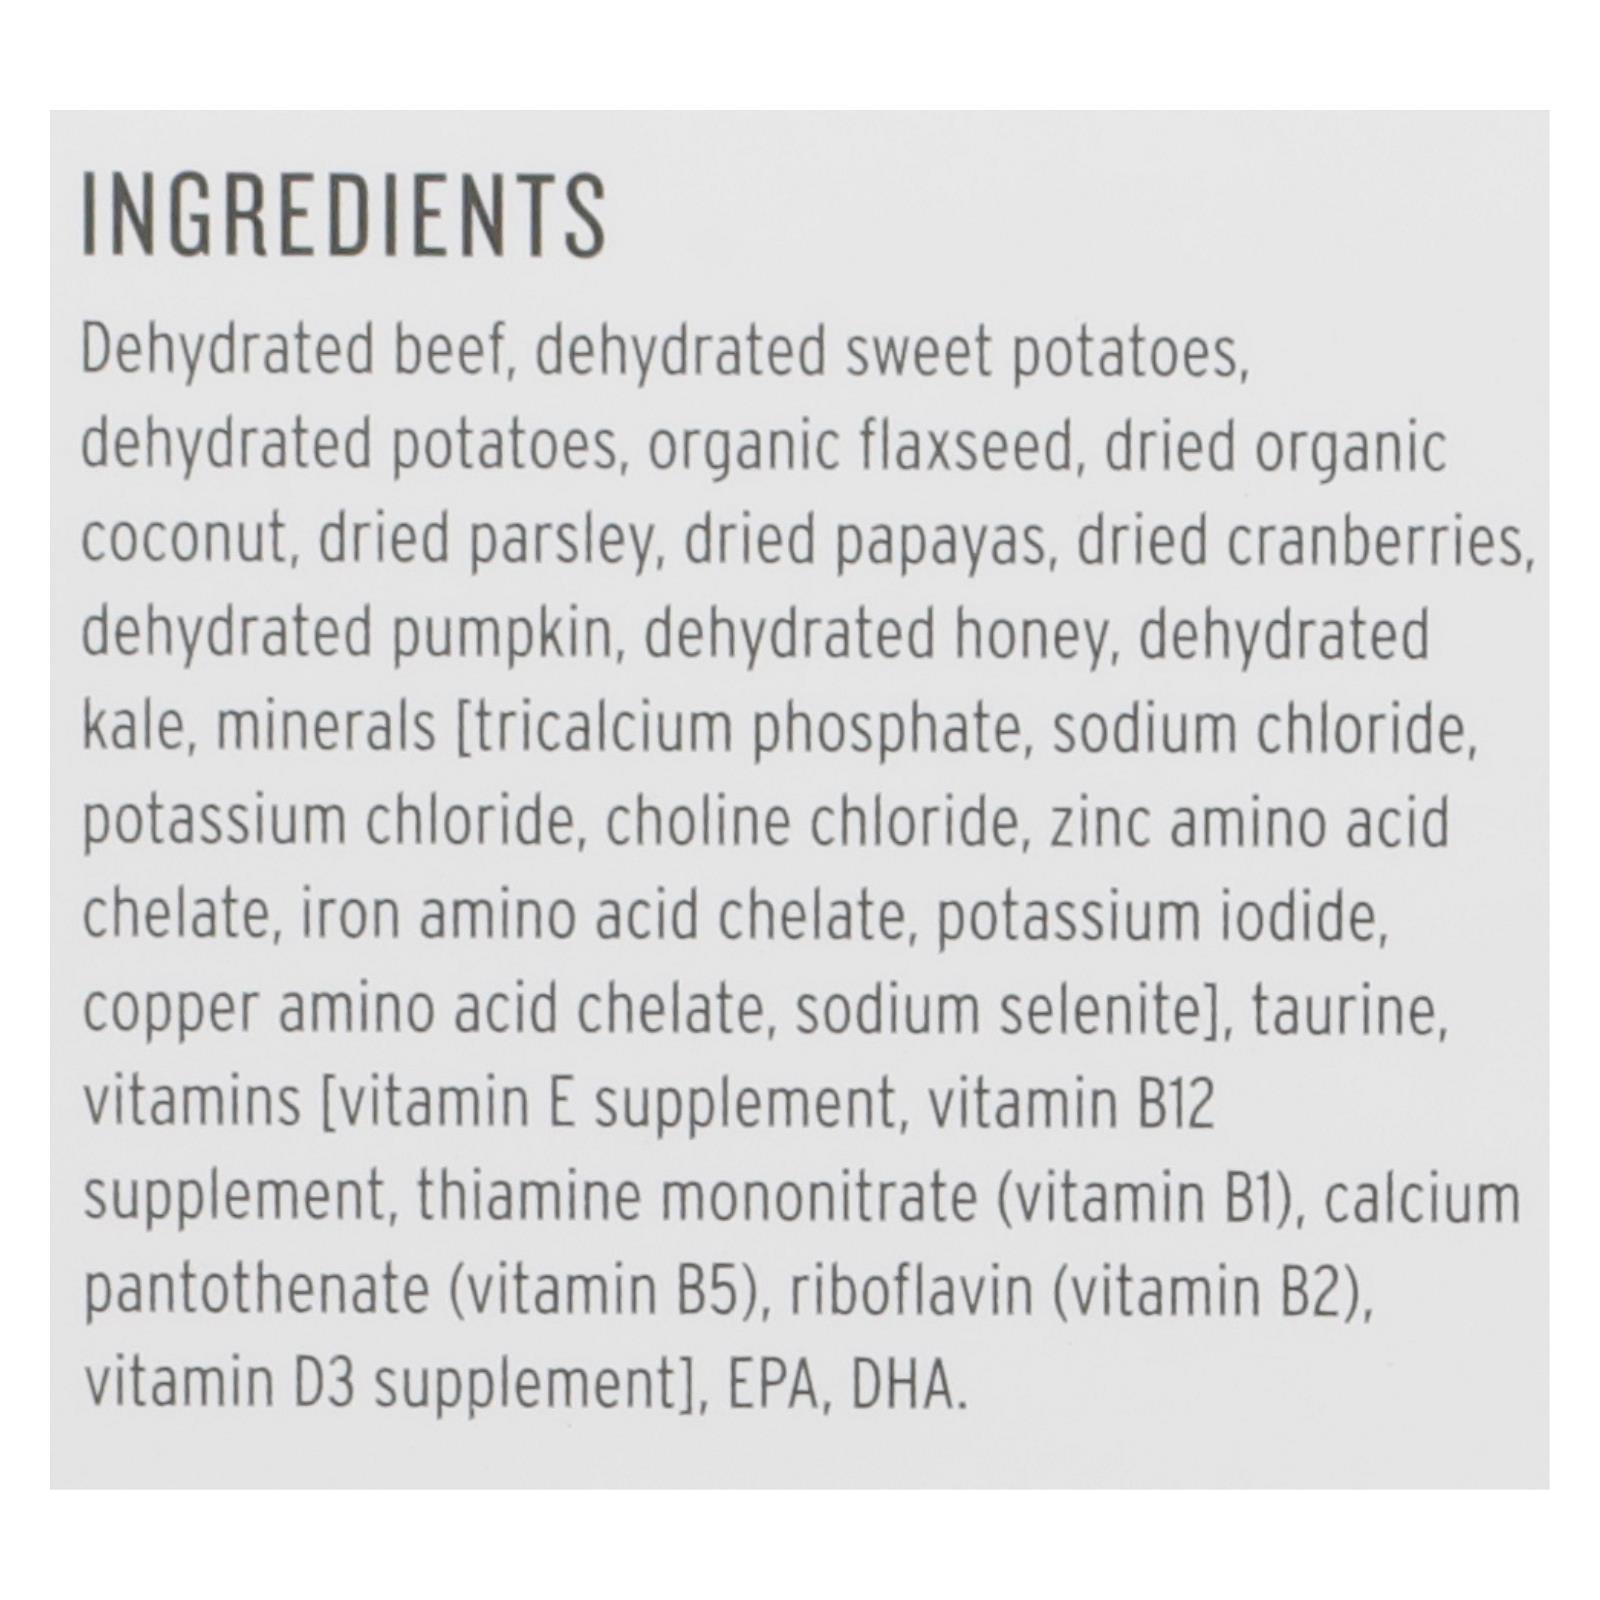 INGREDIENTS
Dehydrated beef, dehydrated sweet potatoes,
dehydrated potatoes, organic flaxseed, dried organic
coconut, dried parsley, dried papayas, dried cranberries,
dehydrated pumpkin, dehydrated honey, dehydrated
kale, minerals [tricalcium phosphate, sodium chloride,
potassium chloride, choline chloride, zinc amino acid
chelate, iron amino acid chelate, potassium iodide,
copper amino acid chelate, sodium selenite], taurine,
vitamins [vitamin E supplement, vitamin B12
supplement, thiamine mononitrate (vitamin B1), calcium
pantothenate (vitamin B5), riboflavin (vitamin B2),
vitamin D3 supplement], EPA, DHA.